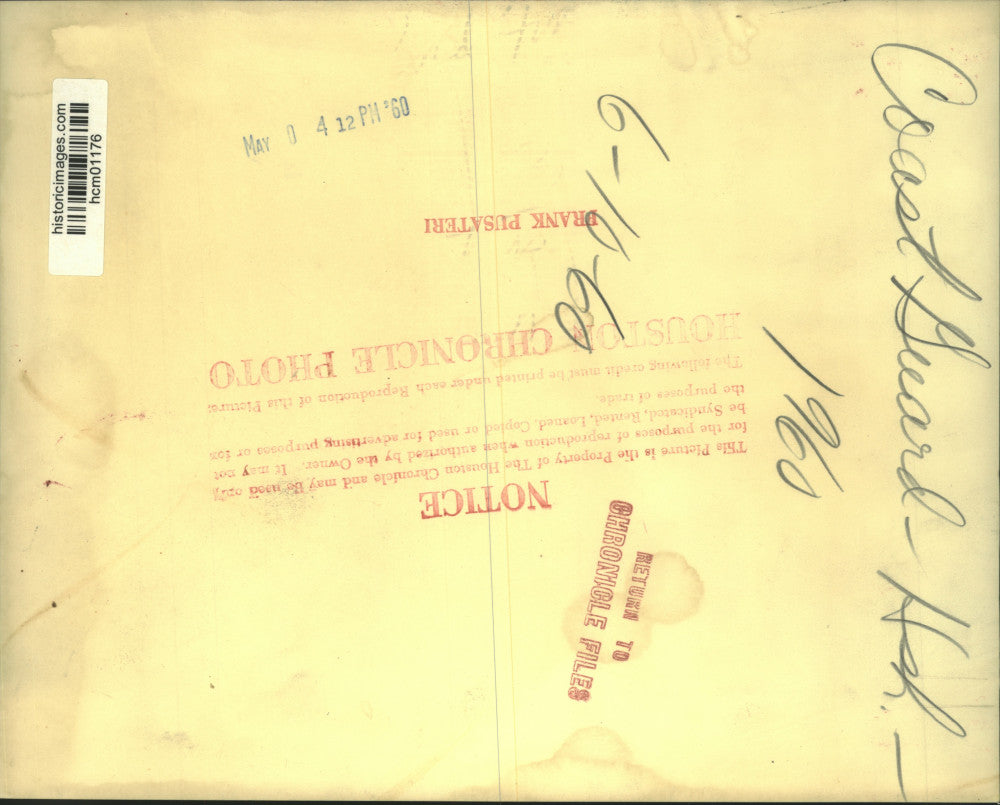 historicimages.com
hcm01176
MAY 0 4 12 PM '60
Coast Guard - Hsh. -
1960
6-10-60
NOTICE
This Picture is the Property of The Houston Chronicle and may be used only
for the purposes of reproduction when authorized by the Owner. It may not
be Syndicated, Rented, Loaned, Copied or used for advertising purposes or for
the purposes of trade.
The following credit must be printed under each Reproduction of this Picture:
HOUSTON CHRONICLE PHOTO
FRANK PUSATERI
RETURN TO
CHRONICLE FILES